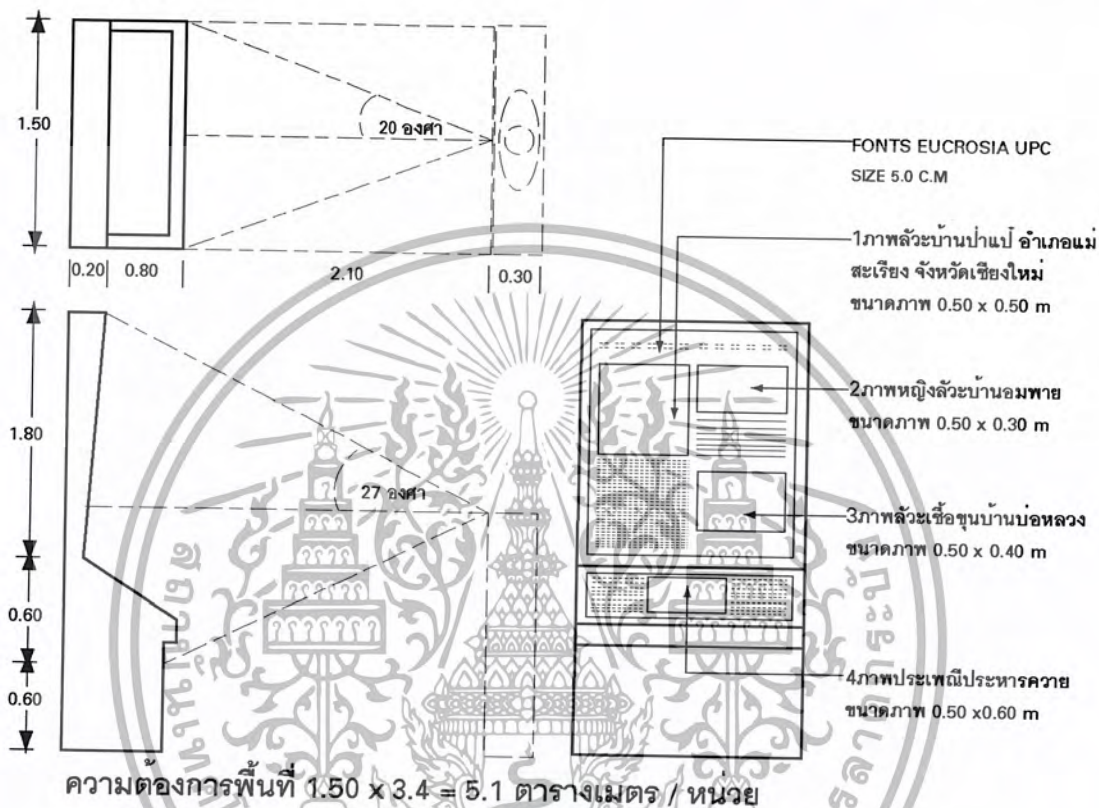 1.50
20 องศา
0.20
0.80
2.10
0.30
FONTS EUCROSIA UPC
SIZE 5.0 C.M
1ภาพลัวะบ้านป่าแป๋ อำเภอแม่
สะเรียง จังหวัดเชียงใหม่
ขนาดภาพ 0.50 x 0.50 m
2ภาพหญิงลัวะบ้านอมพาย
ขนาดภาพ 0.50 x 0.30 m
3ภาพลัวะเชื้อขุนบ้านบ่อหลวง
ขนาดภาพ 0.50 x 0.40 m
4ภาพประเพณีประหารควาย
ขนาดภาพ 0.50 x0.60 m
1.80
27 องศา
0.60
0.60
ความต้องการพื้นที่ 1.50 x 3.4 = 5.1 ตารางเมตร / หน่วย